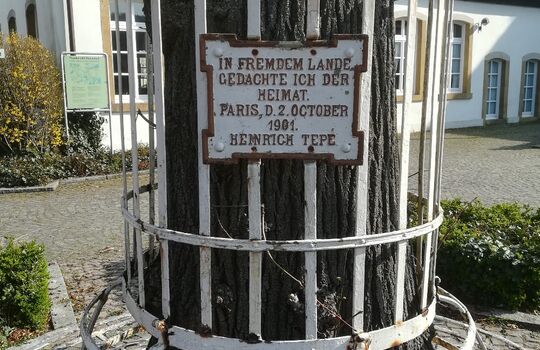 IN FREMDEM LANDE
GEDACHTE ICH DER
HEIMAT.
PARIS, D. 2. OCTOBER
1901.
HEINRICH TEPE